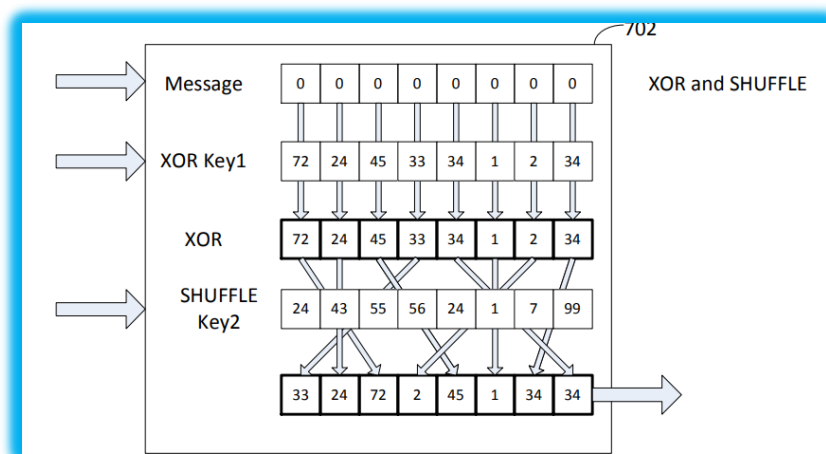 702
Message 0 0 0 0 0 0 0 0 XOR and SHUFFLE
XOR Key1 72 24 45 33 34 1 2 34
XOR 72 24 45 33 34 1 2 34
SHUFFLE
Key2 24 43 55 56 24 1 7 99
33 24 72 2 45 1 34 34